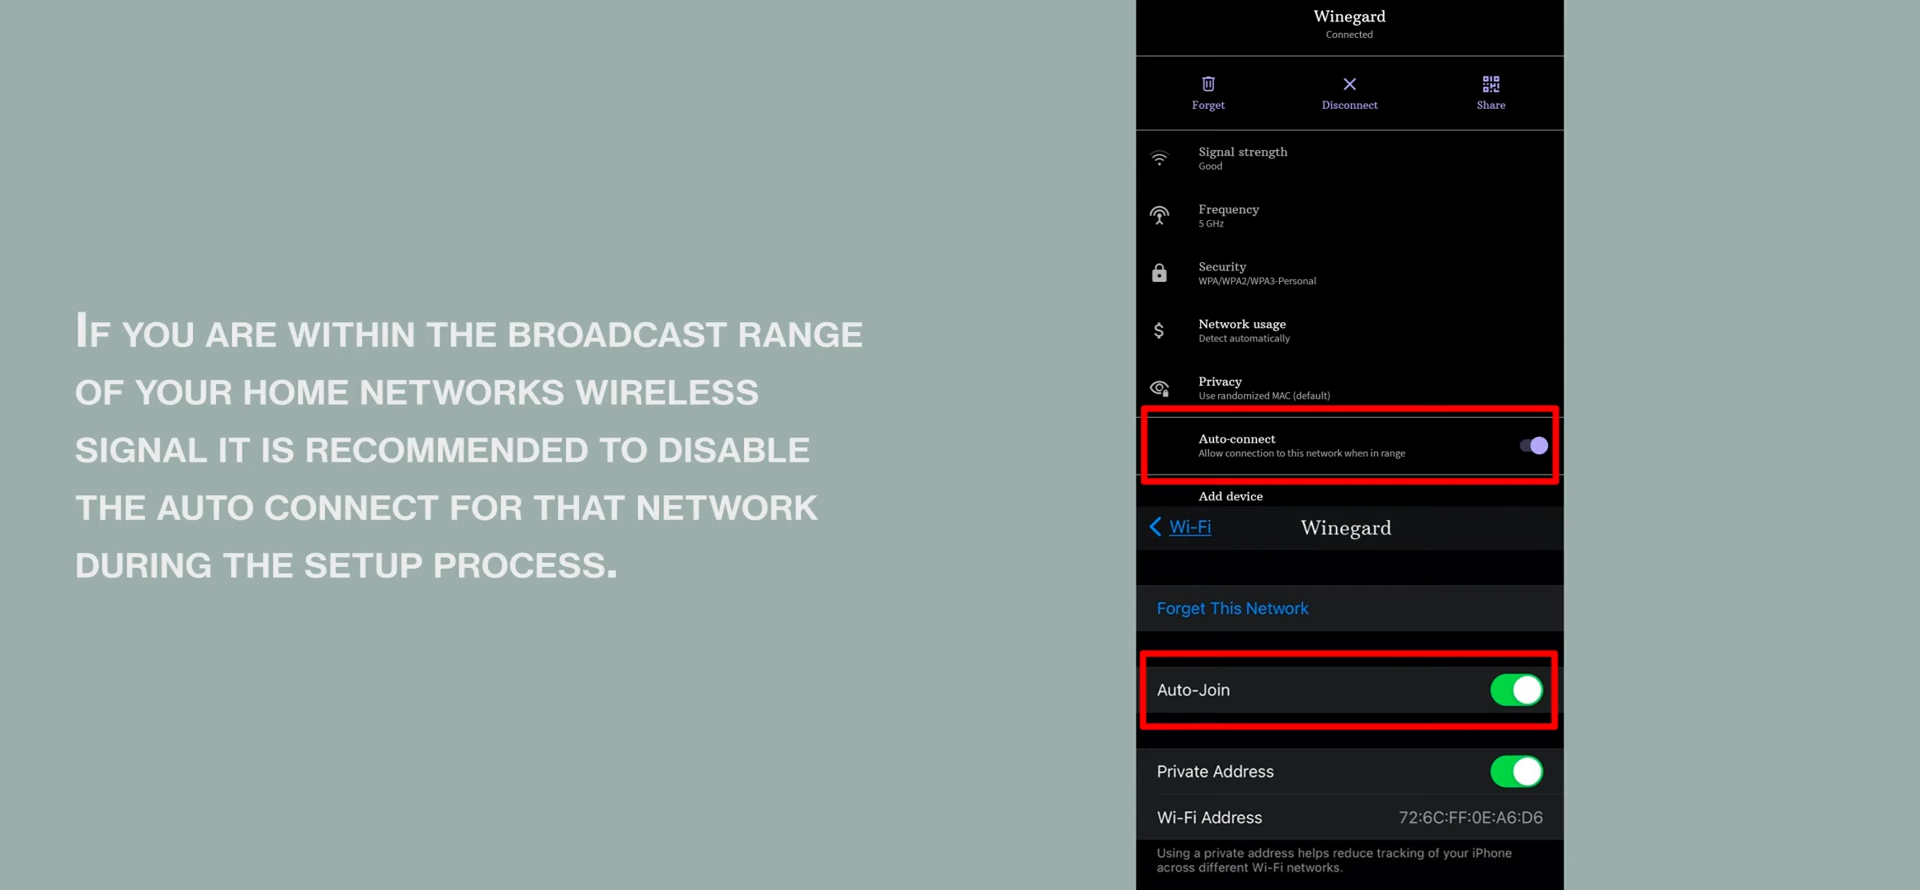 IF YOU ARE WITHIN THE BROADCAST RANGE
OF YOUR HOME NETWORKS WIRELESS
SIGNAL IT IS RECOMMENDED TO DISABLE
THE AUTO CONNECT FOR THAT NETWORK
DURING THE SETUP PROCESS.
Winegard
Connected
Forget Disconnect Share
Signal strength
Good
Frequency
5 GHz
Security
WPA/WPA2/WPA3-Personal
Network usage
Detect automatically
Privacy
Use randomized MAC (default)
Auto-connect
Allow connection to this network when in range
Add device
Wi-Fi Winegard
Forget This Network
Auto-Join
Private Address
Wi-Fi Address 72:6C:FF:0E:A6:D6
Using a private address helps reduce tracking of your iPhone
across different Wi-Fi networks.